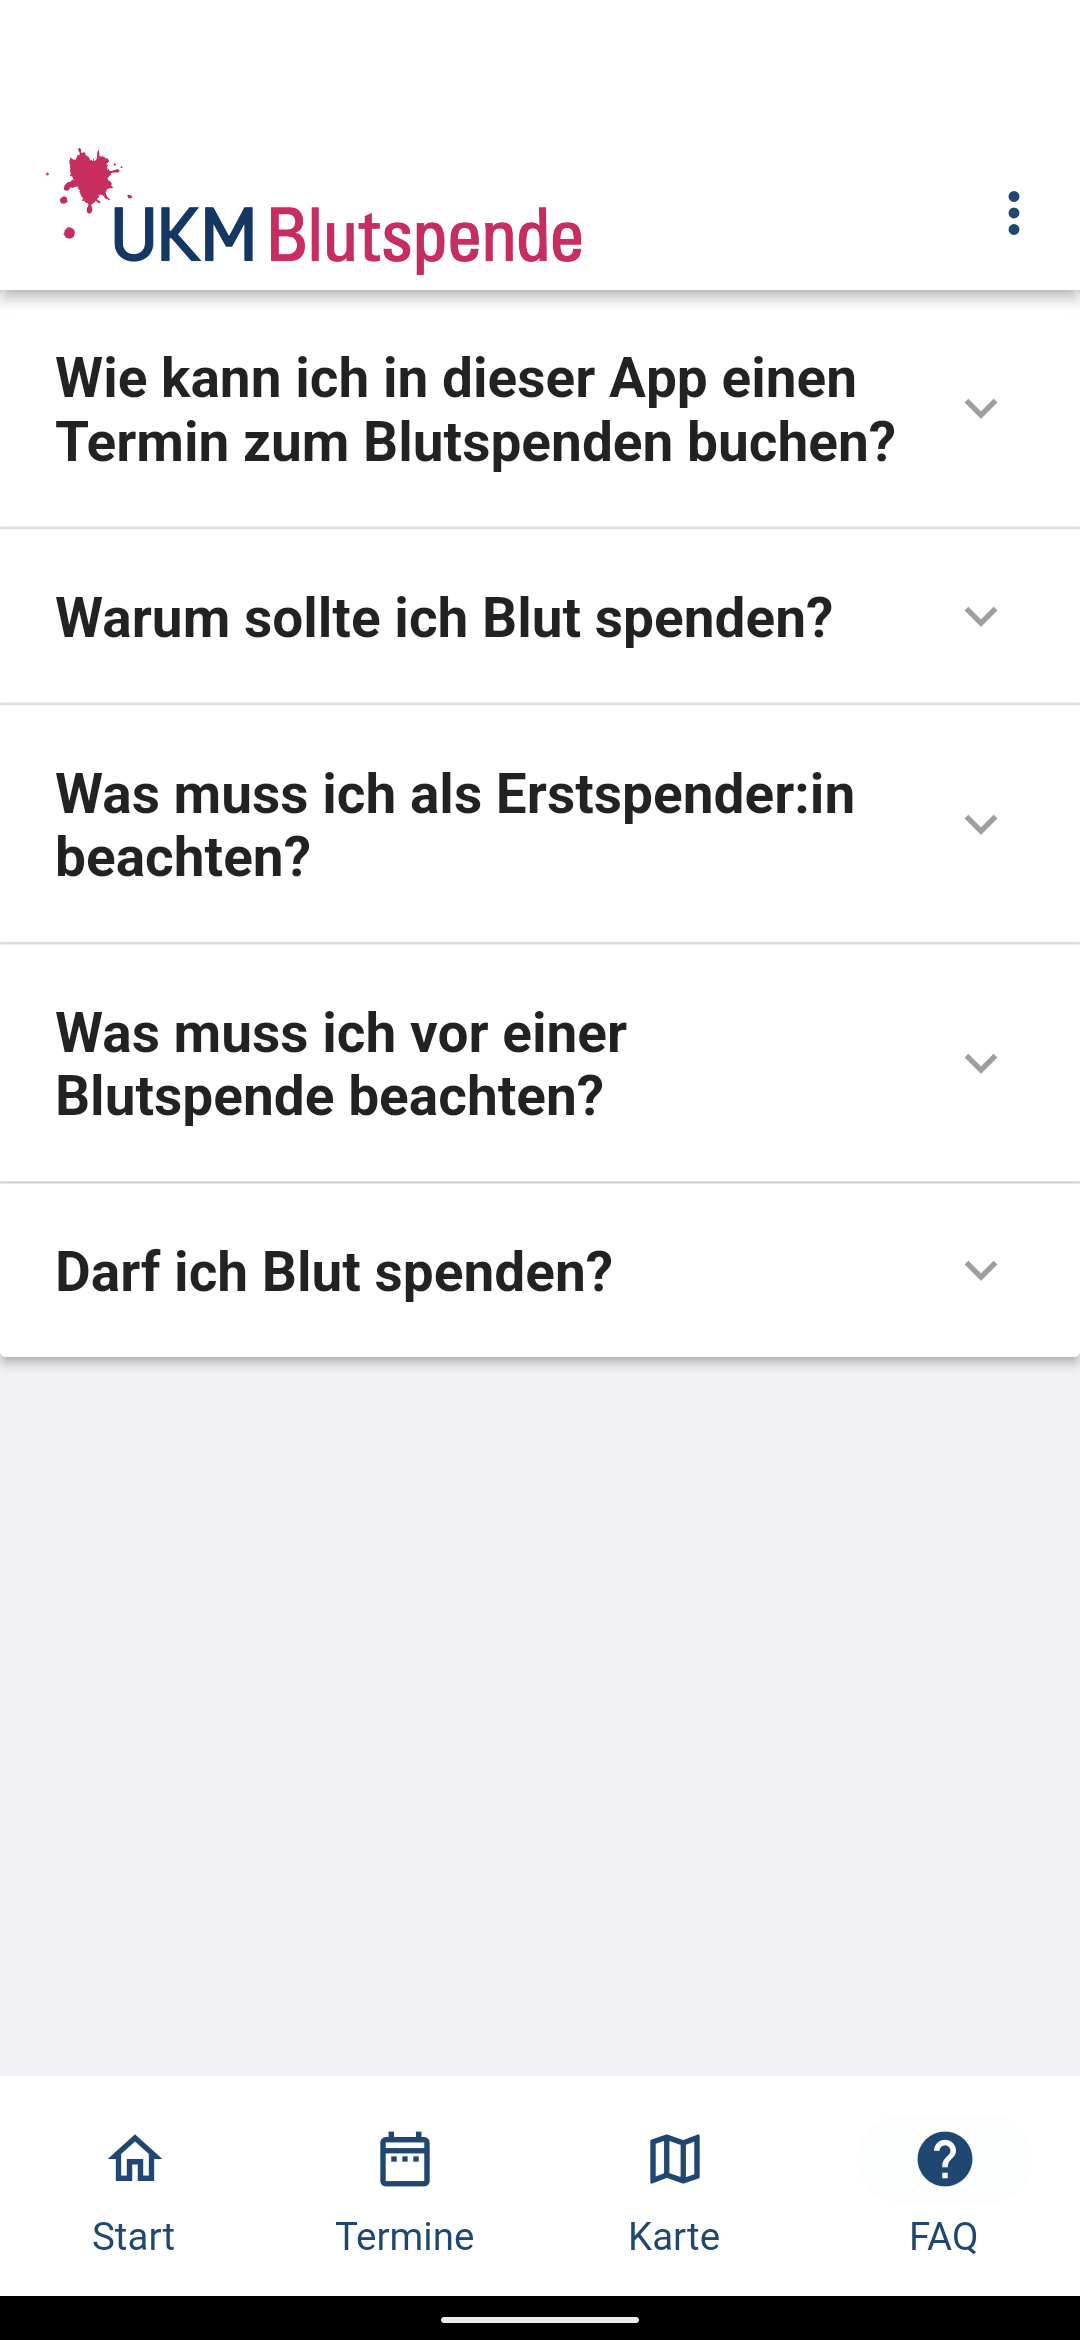 UKM Blutspende
Wie kann ich in dieser App einen
Termin zum Blutspenden buchen?
Warum sollte ich Blut spenden?
Was muss ich als Erstspender:in
beachten?
Was muss ich vor einer
Blutspende beachten?
Darf ich Blut spenden?
Start
Termine
Karte
FAQ